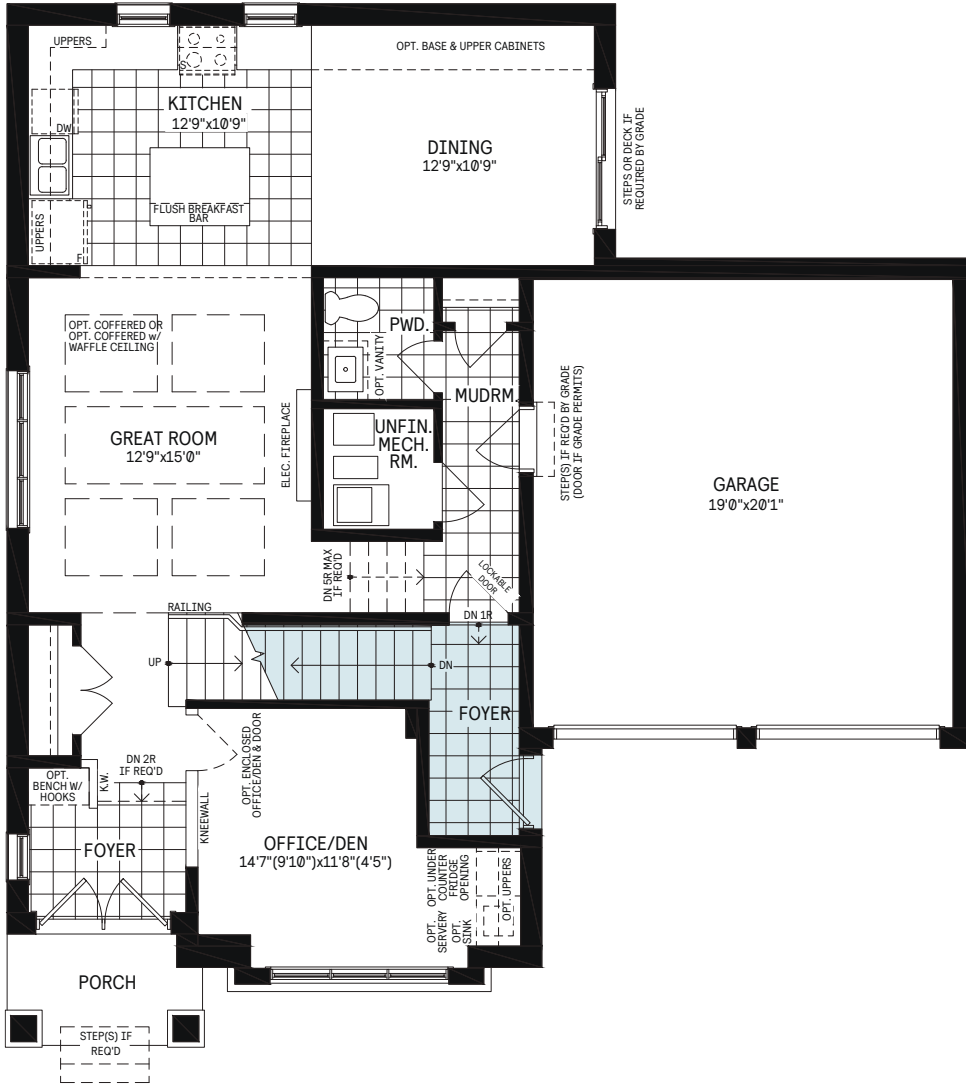 UPPERS
S
OPT. BASE & UPPER CABINETS
KITCHEN
12'9"x10'9"
DW
DINING
12'9"x10'9"
STEPS OR DECK IF
REQUIRED BY GRADE
FLUSH BREAKFAST
BAR
UPPERS
F
OPT. COFFERED OR
OPT. COFFERED w/
WAFFLE CEILING
PWD.
OPT. VANITY
MUDRM.
GREAT ROOM
12'9"x15'0"
ELEC. FIREPLACE
UNFIN.
MECH.
RM.
STEP(S) IF REQ'D BY GRADE
(DOOR IF GRADE PERMITS)
GARAGE
19'0"x20'1"
DN 5R MAX
IF REQ'D
LOCKABLE
DOOR
RAILING
DN 1R
UP
DN
FOYER
DN 2R
IF REQ'D
OPT.
BENCH W/
HOOKS
K.W.
OPT. ENCLOSED
OFFICE/DEN & DOOR
KNEEWALL
FOYER
OFFICE/DEN
14'7"(9'10")x11'8"(4'5")
OPT. UNDER
COUNTER
FRIDGE
OPENING
OPT. UPPERS
OPT.
SERVERY
OPT.
SINK
PORCH
STEP(S) IF
REQ'D